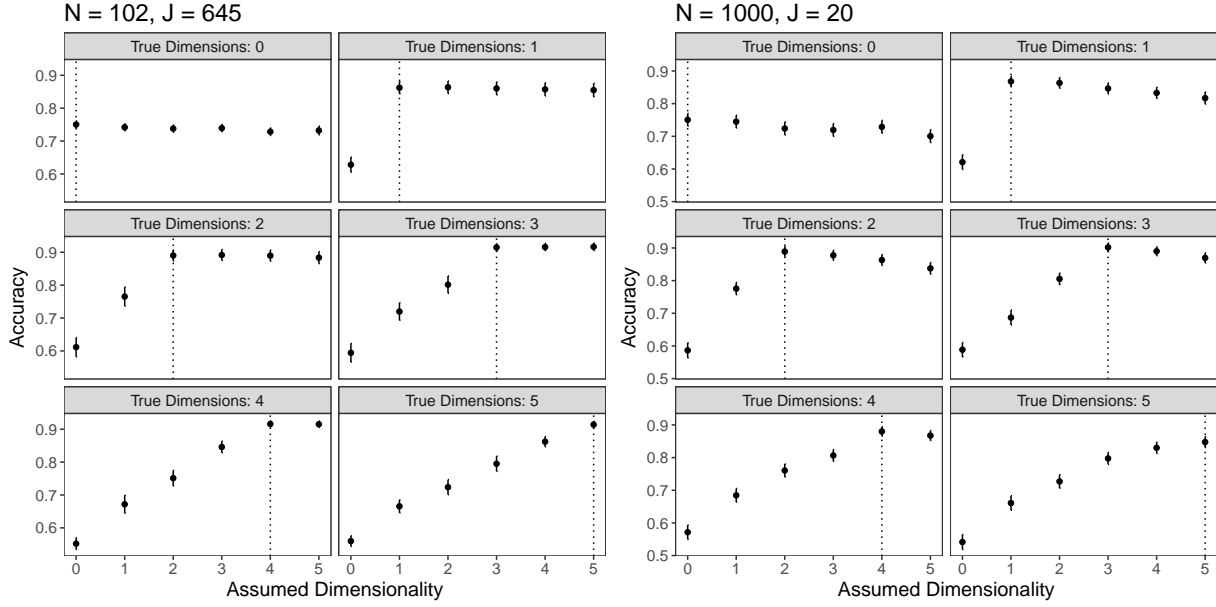 N = 102, J = 645
True Dimensions: 0
True Dimensions: 1
0.9
0.8
0.7
0.6
True Dimensions: 2
True Dimensions: 3
0.9
0.8
0.7
0.6
True Dimensions: 4
True Dimensions: 5
0.9
0.8
0.7
0.6
0 1 2 3 4 5
0 1 2 3 4 5
Accuracy
Assumed Dimensionality
N = 1000, J = 20
True Dimensions: 0
True Dimensions: 1
0.9
0.8
0.7
0.6
0.5
True Dimensions: 2
True Dimensions: 3
0.9
0.8
0.7
0.6
0.5
True Dimensions: 4
True Dimensions: 5
0.9
0.8
0.7
0.6
0.5
0 1 2 3 4 5
0 1 2 3 4 5
Accuracy
Assumed Dimensionality